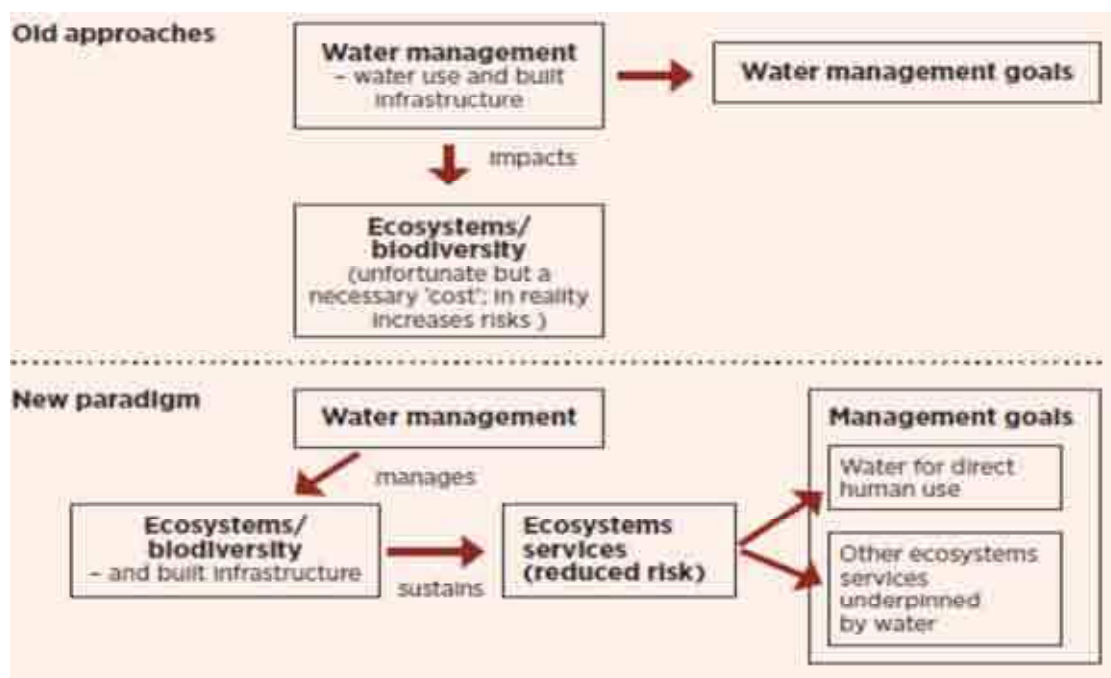 Old approaches
Water management
– water use and built
infrastructure
Water management goals
impacts
Ecosystems/
biodiversity
(unfortunate but a
necessary 'cost'; in reality
increases risks )
New paradigm
Water management
manages
Ecosystems/
biodiversity
– and built infrastructure
sustains
Ecosystems
services
(reduced risk)
Management goals
Water for direct
human use
Other ecosystems
services
underpinned
by water